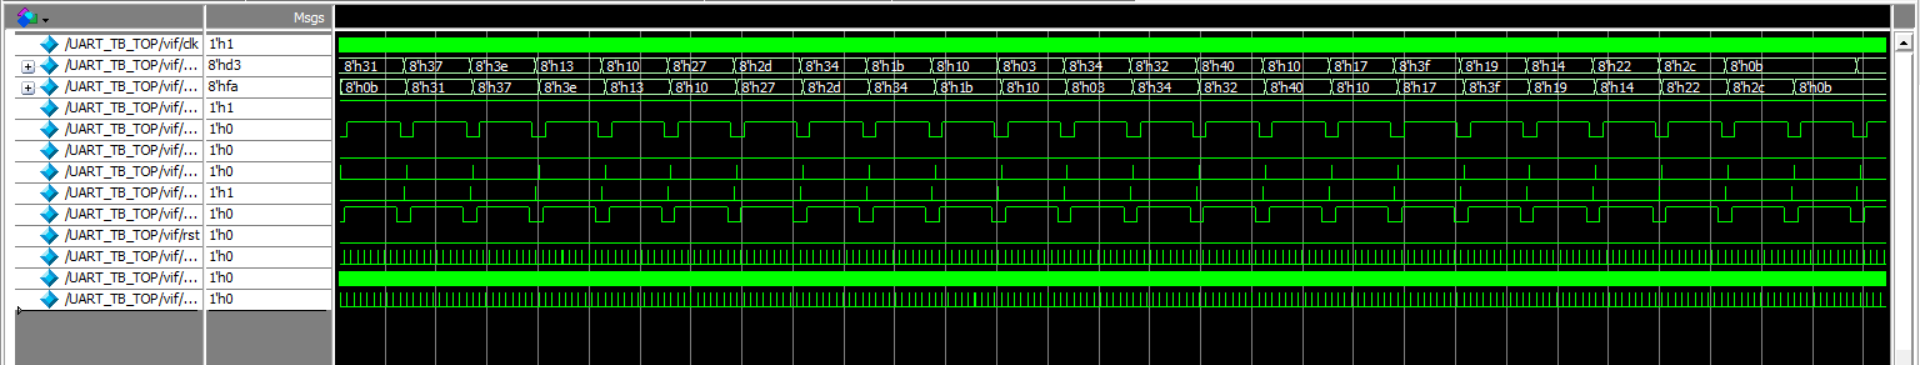 Msgs
/UART_TB_TOP/vif/clk 1'h1
/UART_TB_TOP/vif/... 8'hd3 8'h31 8'h37 8'h3e 8'h13 8'h10 8'h27 8'h2d 8'h34 8'h1b 8'h10 8'h03 8'h34 8'h32 8'h40 8'h10 8'h17 8'h3f 8'h19 8'h14 8'h22 8'h2c 8'h0b
/UART_TB_TOP/vif/... 8'hfa 8'h0b 8'h31 8'h37 8'h3e 8'h13 8'h10 8'h27 8'h2d 8'h34 8'h1b 8'h10 8'h03 8'h34 8'h32 8'h40 8'h10 8'h17 8'h3f 8'h19 8'h14 8'h22 8'h2c 8'h0b
/UART_TB_TOP/vif/... 1'h1
/UART_TB_TOP/vif/... 1'h0
/UART_TB_TOP/vif/... 1'h0
/UART_TB_TOP/vif/... 1'h0
/UART_TB_TOP/vif/... 1'h1
/UART_TB_TOP/vif/... 1'h0
/UART_TB_TOP/vif/rst 1'h0
/UART_TB_TOP/vif/... 1'h0
/UART_TB_TOP/vif/... 1'h0
/UART_TB_TOP/vif/... 1'h0